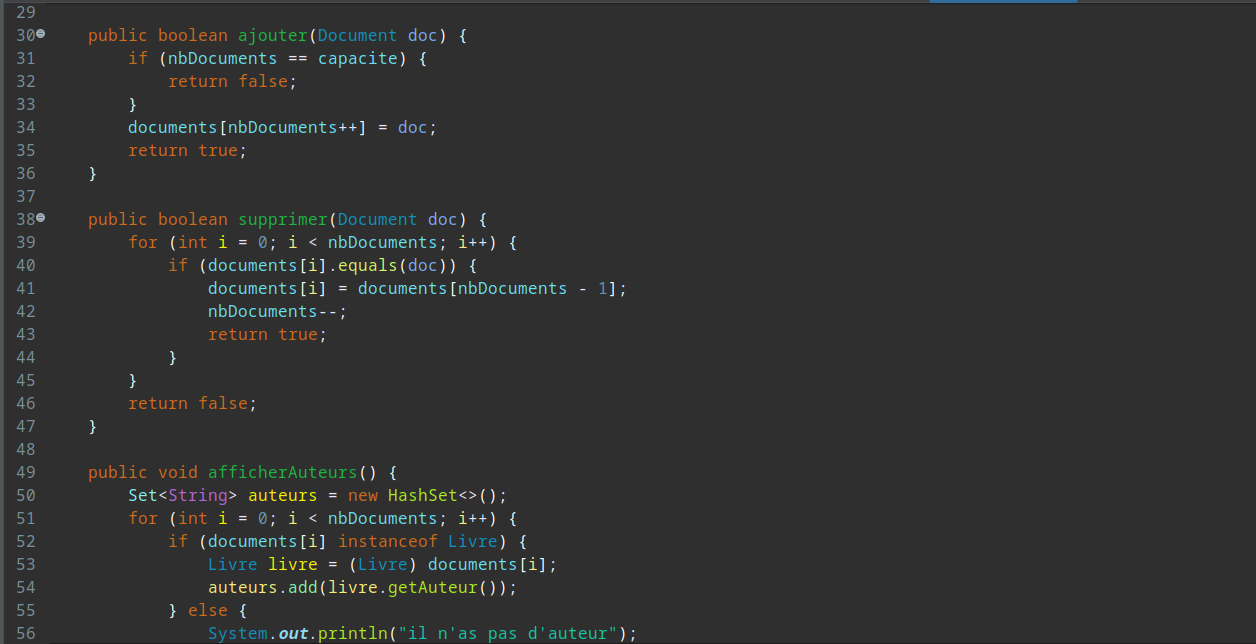 29
30 public boolean ajouter(Document doc) {
31 if (nbDocuments == capacite) {
32 return false;
33 }
34 documents[nbDocuments++] = doc;
35 return true;
36 }
37
38 public boolean supprimer(Document doc) {
39 for (int i = 0; i < nbDocuments; i++) {
40 if (documents[i].equals(doc)) {
41 documents[i] = documents[nbDocuments - 1];
42 nbDocuments--;
43 return true;
44 }
45 }
46 return false;
47 }
48
49 public void afficherAuteurs() {
50 Set<String> auteurs = new HashSet<>();
51 for (int i = 0; i < nbDocuments; i++) {
52 if (documents[i] instanceof Livre) {
53 Livre livre = (Livre) documents[i];
54 auteurs.add(livre.getAuteur());
55 } else {
56 System.out.println("il n'as pas d'auteur");